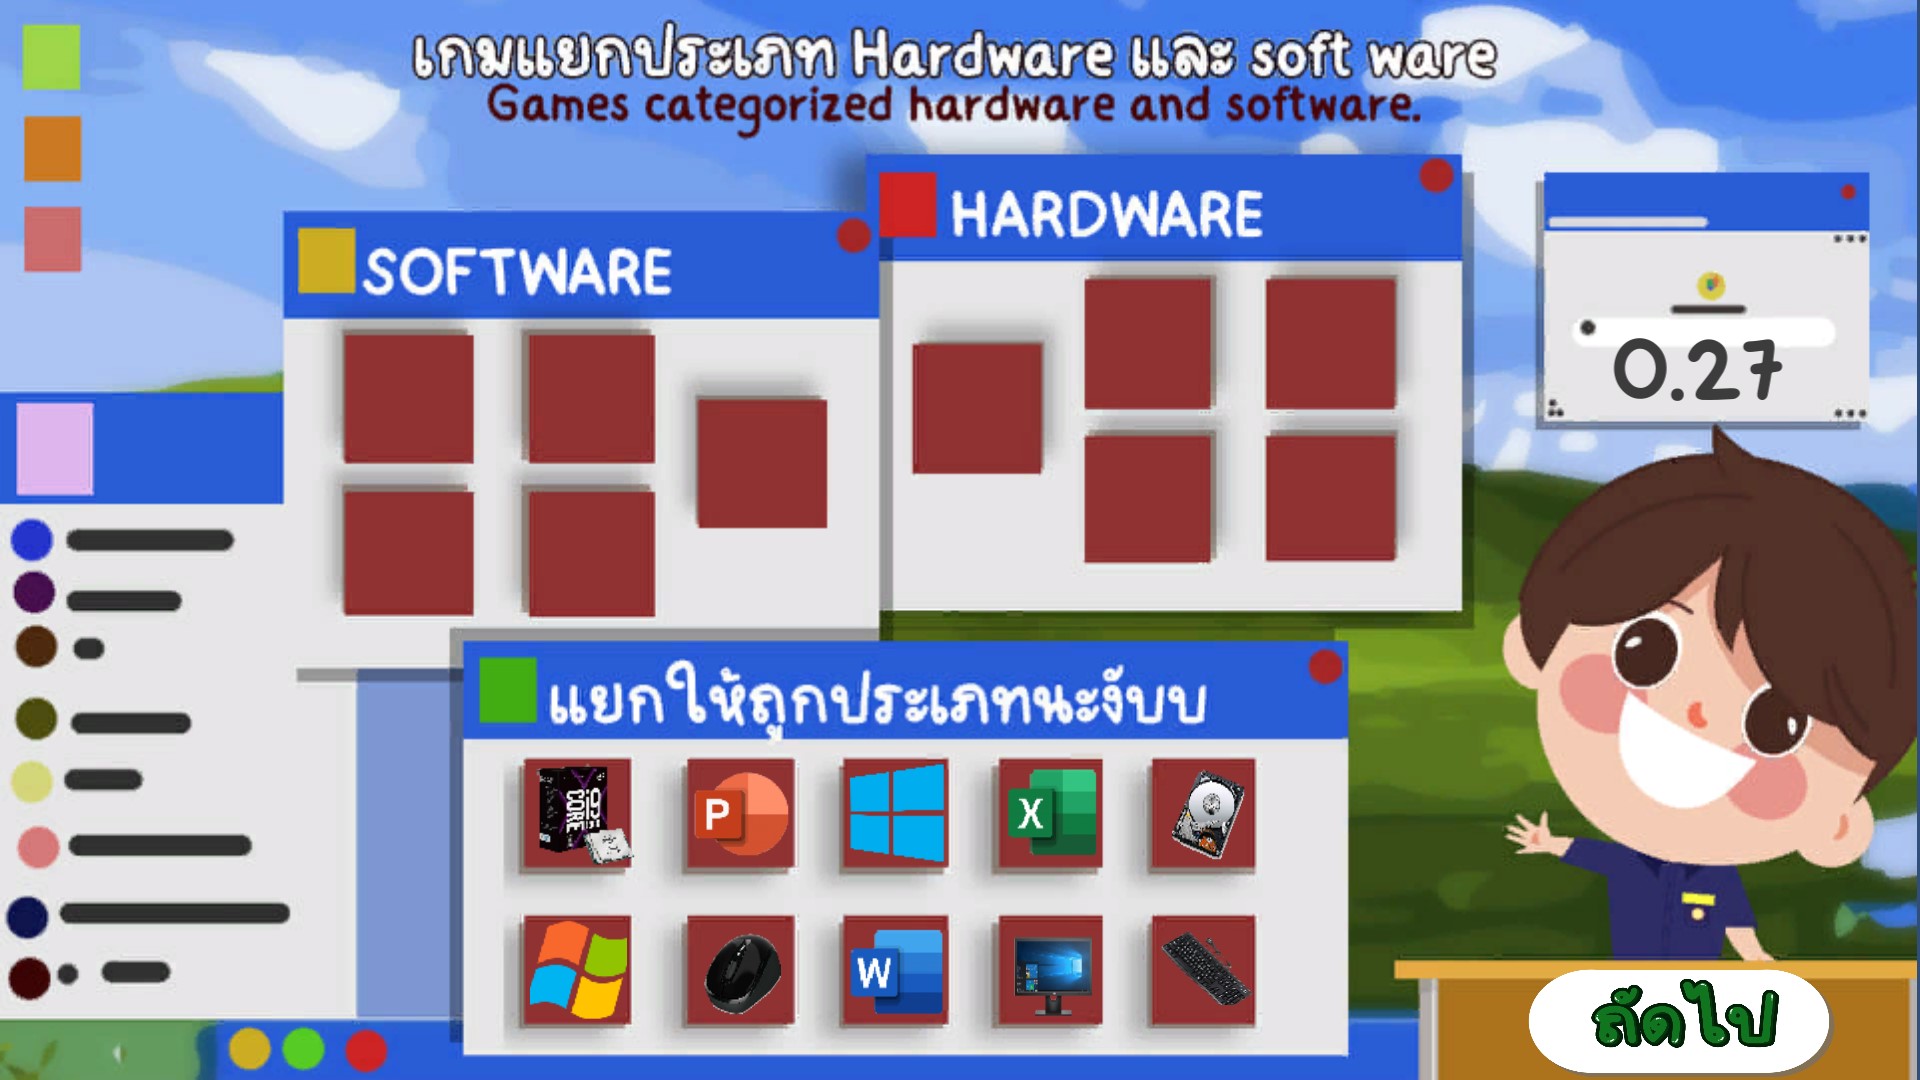 เกมแยกประเภท Hardware และ soft ware
Games categorized hardware and software.
HARDWARE
SOFTWARE
0.27
แยกให้ถูกประเภทนะงับบ
CORE
P
X
W
ถัดไป